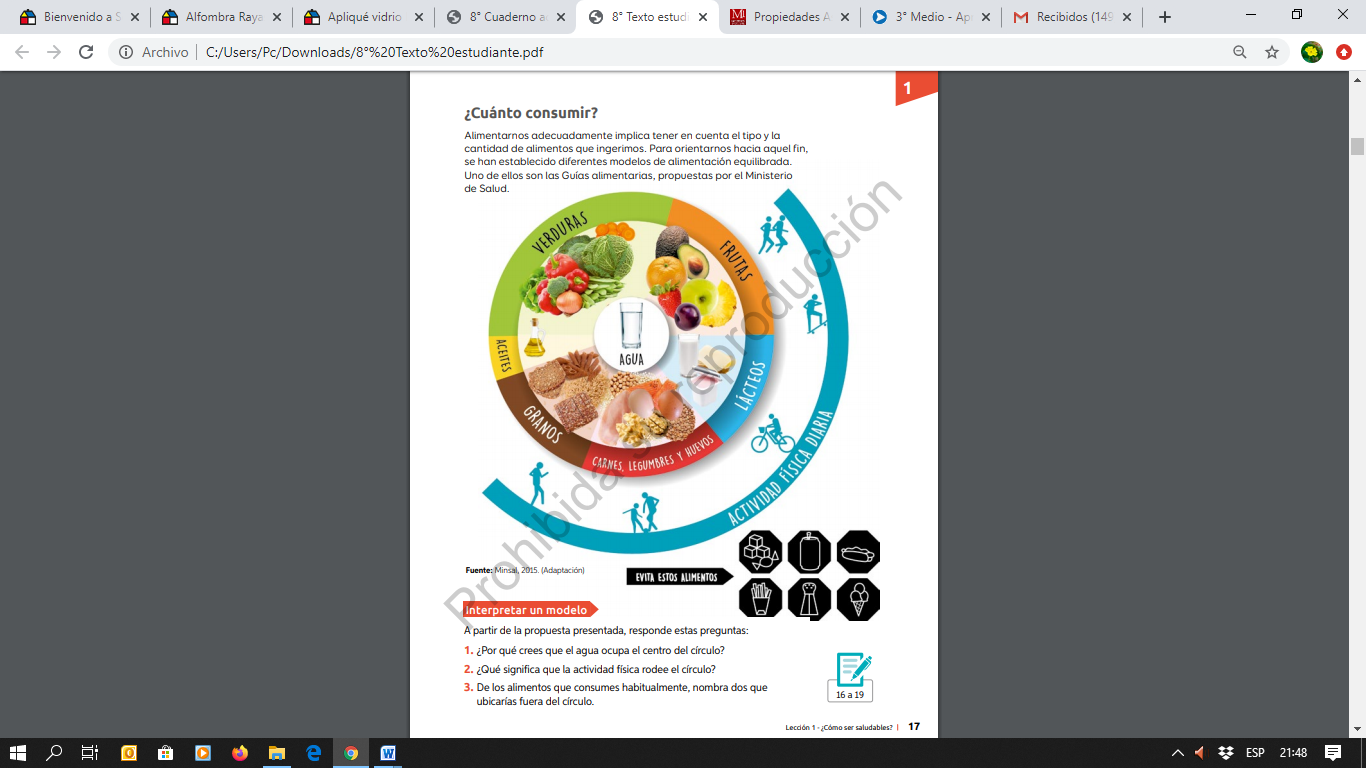 Bienvenido a S
Alfombra Raya
Apliqué vidrio
8° Cuaderno a
8° Texto estudi
Propiedades A
3° Medio - Ap
Recibidos (149
Archivo
C:/Users/Pc/Downloads/8°%20Texto%20estudiante.pdf
1
¿Cuánto consumir?
Alimentarnos adecuadamente implica tener en cuenta el tipo y la
cantidad de alimentos que ingerimos. Para orientarnos hacia aquel fin,
se han establecido diferentes modelos de alimentación equilibrada.
Uno de ellos son las Guías alimentarias, propuestas por el Ministerio
de Salud.
VERDURAS
FRUTAS
ACEITES
AGUA
LÁCTEOS
GRANOS
CARNES, LEGUMBRES Y HUEVOS
ACTIVIDAD FÍSICA DIARIA
Prohibida su reproducción
Fuente: Minsal, 2015. (Adaptación)
EVITA ESTOS ALIMENTOS
Interpretar un modelo
A partir de la propuesta presentada, responde estas preguntas:
1. ¿Por qué crees que el agua ocupa el centro del círculo?
2. ¿Qué significa que la actividad física rodee el círculo?
3. De los alimentos que consumes habitualmente, nombra dos que
ubicarías fuera del círculo.
16 a 19
Lección 1 - ¿Cómo ser saludables? | 17
ESP
21:48